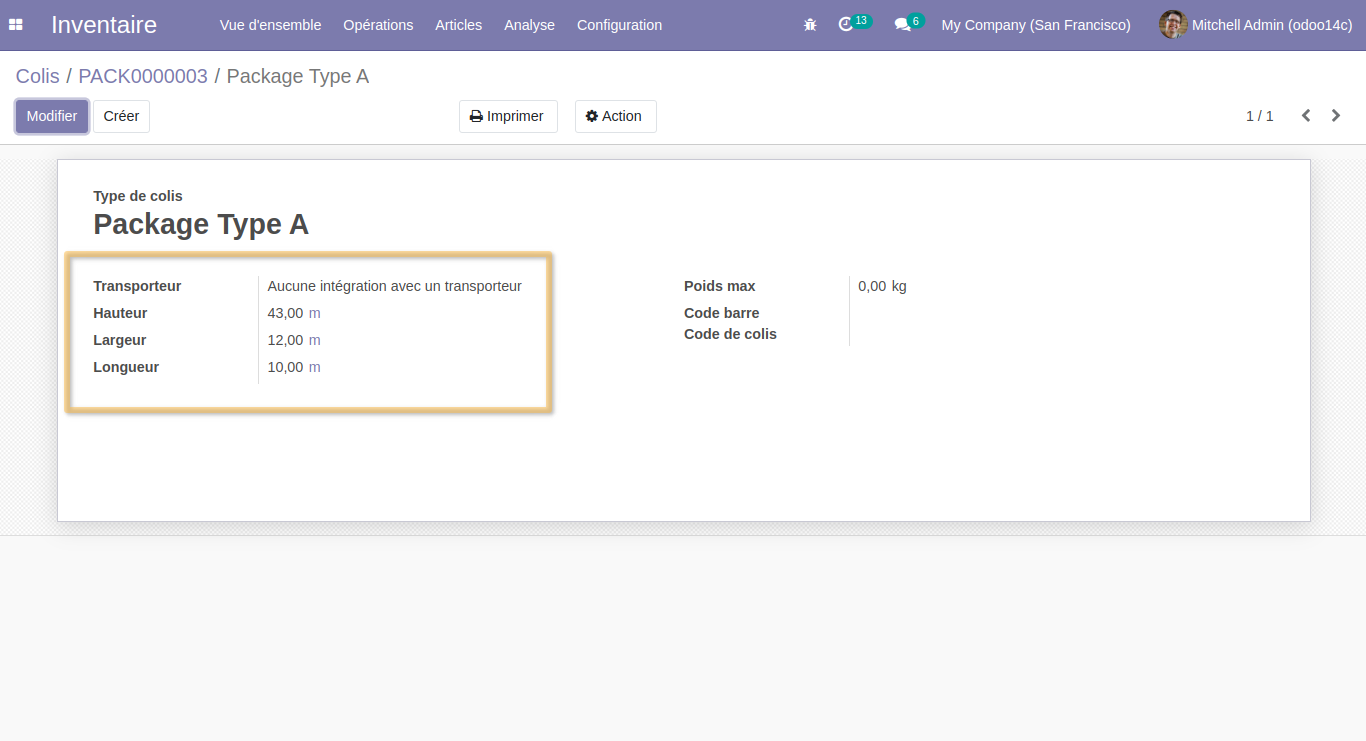 Inventaire Vue d'ensemble Opérations Articles Analyse Configuration 13 6 My Company (San Francisco) Mitchell Admin (odoo14c)
Colis / PACK0000003 / Package Type A
Modifier Créer Imprimer Action 1 / 1
Type de colis
Package Type A
Transporteur Aucune intégration avec un transporteur
Hauteur 43,00 m
Largeur 12,00 m
Longueur 10,00 m
Poids max 0,00 kg
Code barre
Code de colis